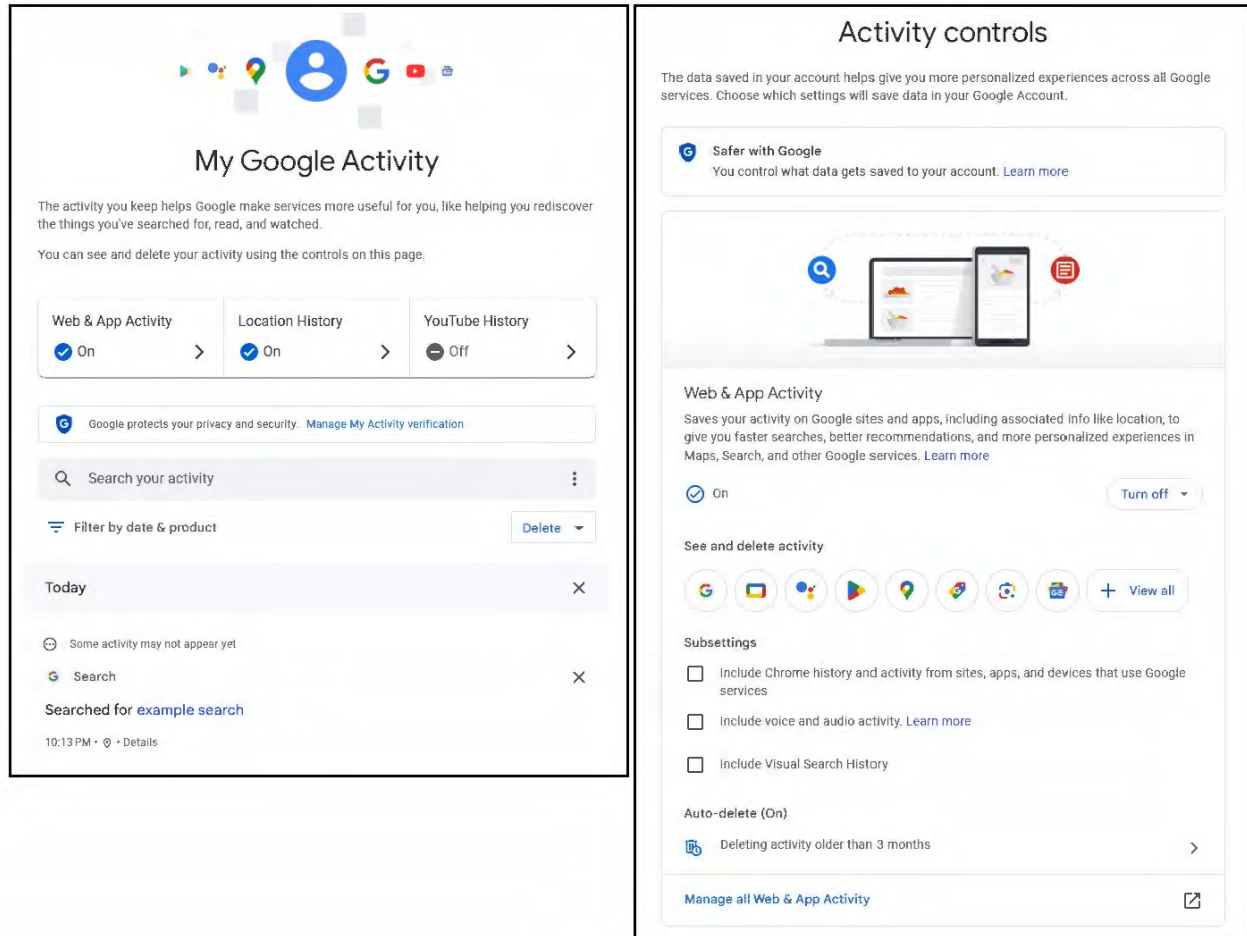 My Google Activity
The activity you keep helps Google make services more useful for you, like helping you rediscover
the things you've searched for, read, and watched.
You can see and delete your activity using the controls on this page.
Web & App Activity
On
Location History
On
YouTube History
Off
Google protects your privacy and security. Manage My Activity verification
Search your activity
Filter by date & product
Delete
Today
Some activity may not appear yet
Search
Searched for example search
10:13 PM • • Details
Activity controls
The data saved in your account helps give you more personalized experiences across all Google
services. Choose which settings will save data in your Google Account.
Safer with Google
You control what data gets saved to your account. Learn more
Web & App Activity
Saves your activity on Google sites and apps, including associated info like location, to
give you faster searches, better recommendations, and more personalized experiences in
Maps, Search, and other Google services. Learn more
On
Turn off
See and delete activity
View all
Subsettings
Include Chrome history and activity from sites, apps, and devices that use Google
services
Include voice and audio activity. Learn more
Include Visual Search History
Auto-delete (On)
Deleting activity older than 3 months
Manage all Web & App Activity